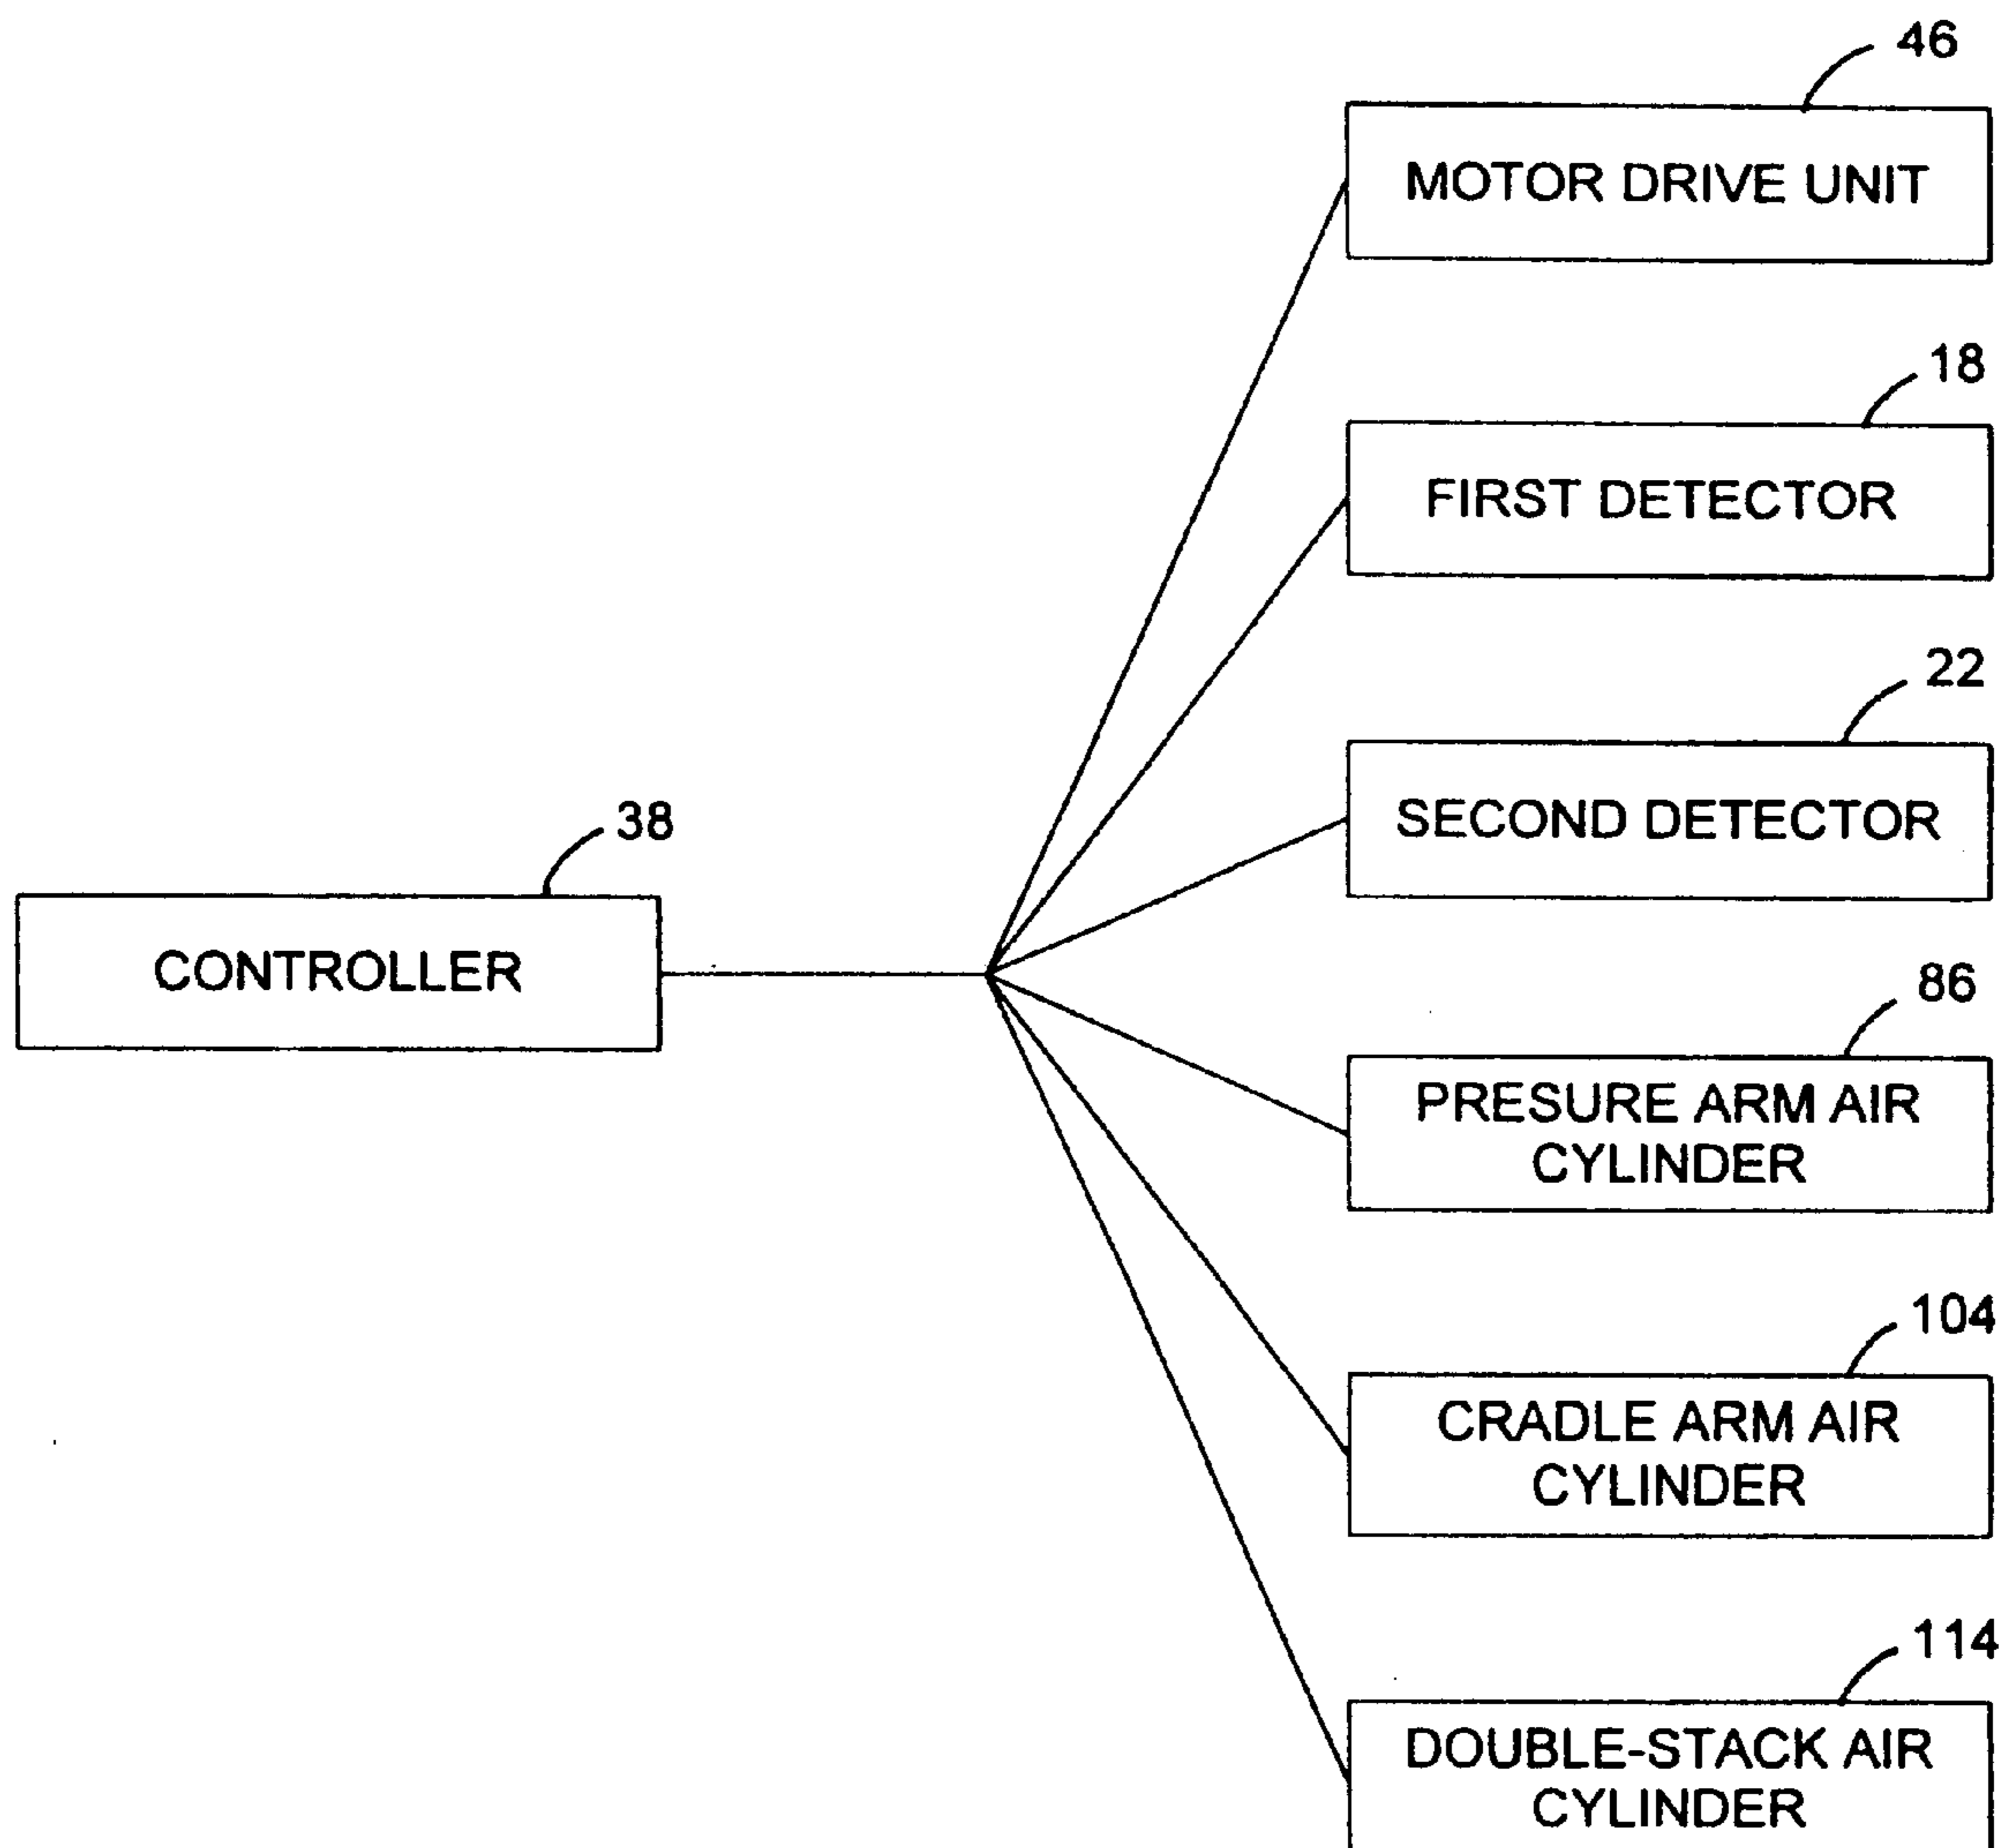 46
MOTOR DRIVE UNIT
18
FIRST DETECTOR
22
SECOND DETECTOR
38
CONTROLLER
86
PRESURE ARM AIR
CYLINDER
104
CRADLE ARM AIR
CYLINDER
114
DOUBLE-STACK AIR
CYLINDER